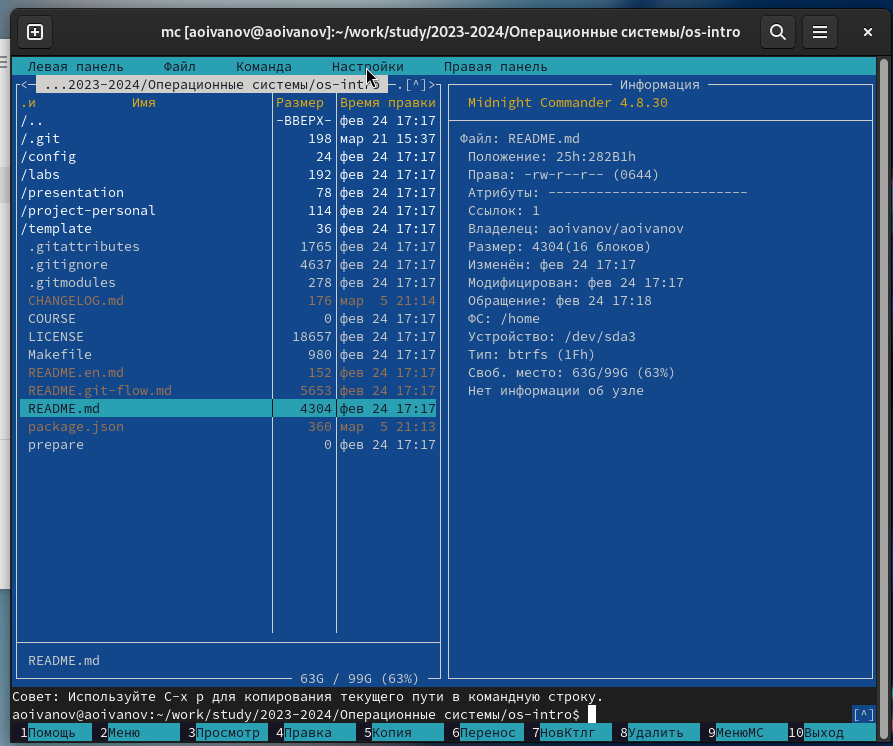 mc [aoivanov@aoivanov]:~/work/study/2023-2024/Операционные системы/os-intro
Левая панель Файл Команда Настройки Правая панель
<─ ...2023-2024/Операционные системы/os-intro .[^]>
.и Имя Размер Время правки
/.. -ВВЕРХ- фев 24 17:17
/.git 198 мар 21 15:37
/config 24 фев 24 17:17
/labs 192 фев 24 17:17
/presentation 78 фев 24 17:17
/project-personal 114 фев 24 17:17
/template 36 фев 24 17:17
.gitattributes 1765 фев 24 17:17
.gitignore 4637 фев 24 17:17
.gitmodules 278 фев 24 17:17
CHANGELOG.md 176 мар 5 21:14
COURSE 0 фев 24 17:17
LICENSE 18657 фев 24 17:17
Makefile 980 фев 24 17:17
README.en.md 152 фев 24 17:17
README.git-flow.md 5653 фев 24 17:17
README.md 4304 фев 24 17:17
package.json 360 мар 5 21:13
prepare 0 фев 24 17:17
README.md
63G / 99G (63%)
Информация
Midnight Commander 4.8.30
Файл: README.md
Положение: 25h:282B1h
Права: -rw-r--r-- (0644)
Атрибуты: -------------------------
Ссылок: 1
Владелец: aoivanov/aoivanov
Размер: 4304(16 блоков)
Изменён: фев 24 17:17
Модифицирован: фев 24 17:17
Обращение: фев 24 17:18
ФС: /home
Устройство: /dev/sda3
Тип: btrfs (1Fh)
Своб. место: 63G/99G (63%)
Нет информации об узле
Совет: Используйте C-x p для копирования текущего пути в командную строку.
aoivanov@aoivanov:~/work/study/2023-2024/Операционные системы/os-intro$ [^]
1Помощь 2Меню 3Просмотр 4Правка 5Копия 6Перенос 7НовКтлг 8Удалить 9МенюМС 10Выход